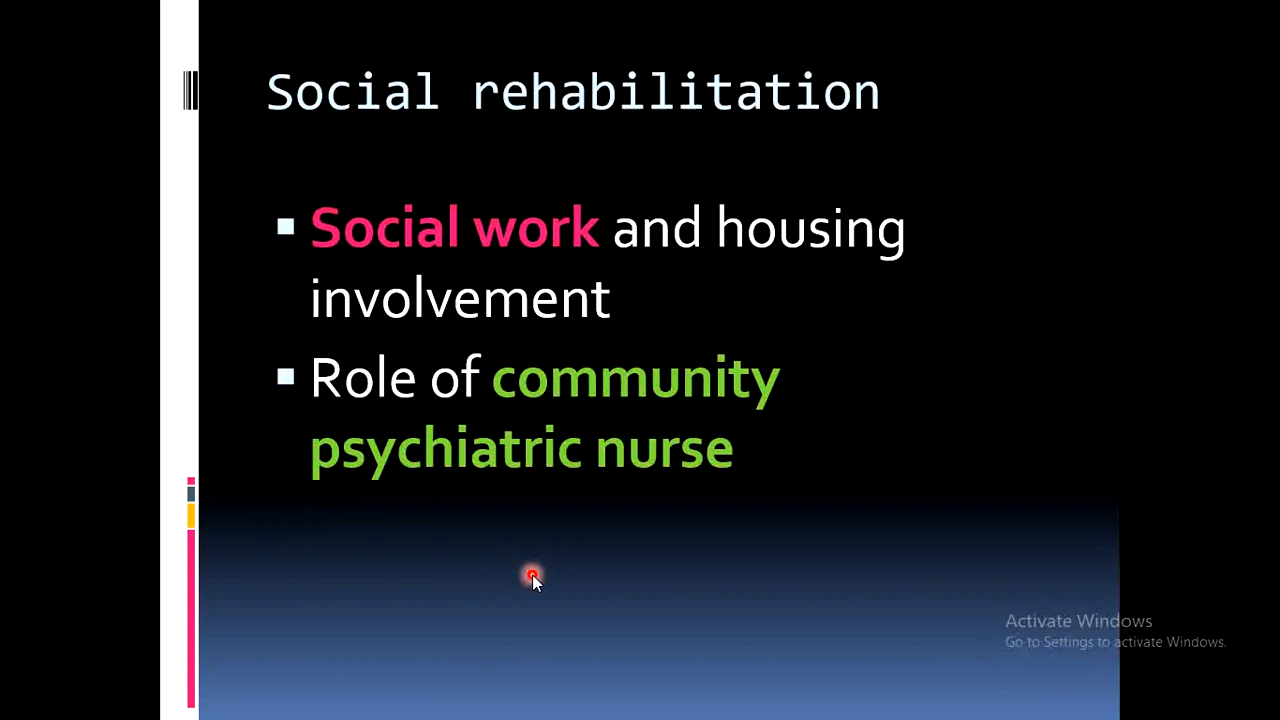 Social rehabilitation
Social work and housing
involvement
Role of community
psychiatric nurse
Activate Windows
Go to Settings to activate Windows.